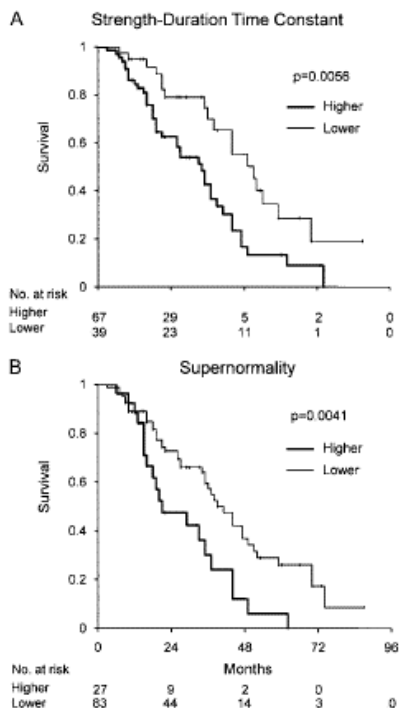 A Strength-Duration Time Constant
1
0.8
0.6
0.4
0.2
0
Survival
p=0.0056
Higher
Lower
No. at risk
Higher 67 29 5 2 0
Lower 39 23 11 1 0
B Supernormality
1
0.8
0.6
0.4
0.2
0
Survival
p=0.0041
Higher
Lower
0 24 48 72 96
No. at risk Months
Higher 27 9 2 0
Lower 83 44 14 3 0